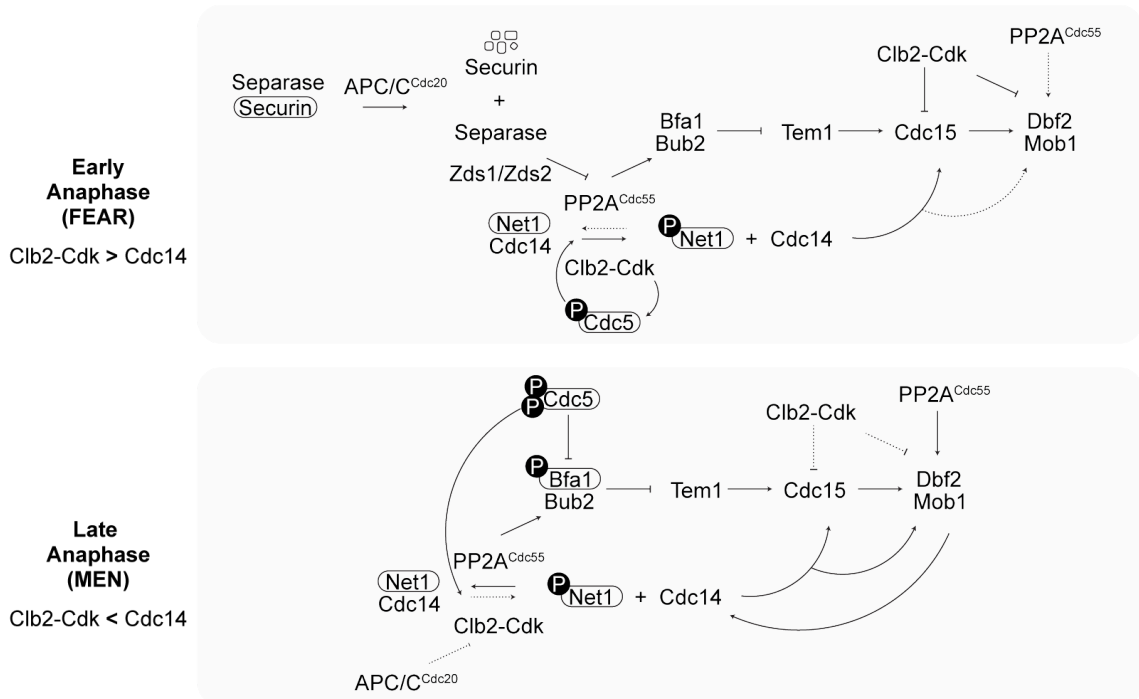 Early
Anaphase
(FEAR)
Clb2-Cdk > Cdc14
Separase
Securin
APC/C^Cdc20
Securin
+
Separase
Zds1/Zds2
PP2A^Cdc55
Net1
Cdc14
Clb2-Cdk
P
Cdc5
Bfa1
Bub2
P
Net1 + Cdc14
Tem1
Clb2-Cdk
Cdc15
PP2A^Cdc55
Dbf2
Mob1
Late
Anaphase
(MEN)
Clb2-Cdk < Cdc14
P
P
Cdc5
P
Bfa1
Bub2
PP2A^Cdc55
Net1
Cdc14
Clb2-Cdk
APC/C^Cdc20
P
Net1 + Cdc14
Tem1
Clb2-Cdk
Cdc15
PP2A^Cdc55
Dbf2
Mob1